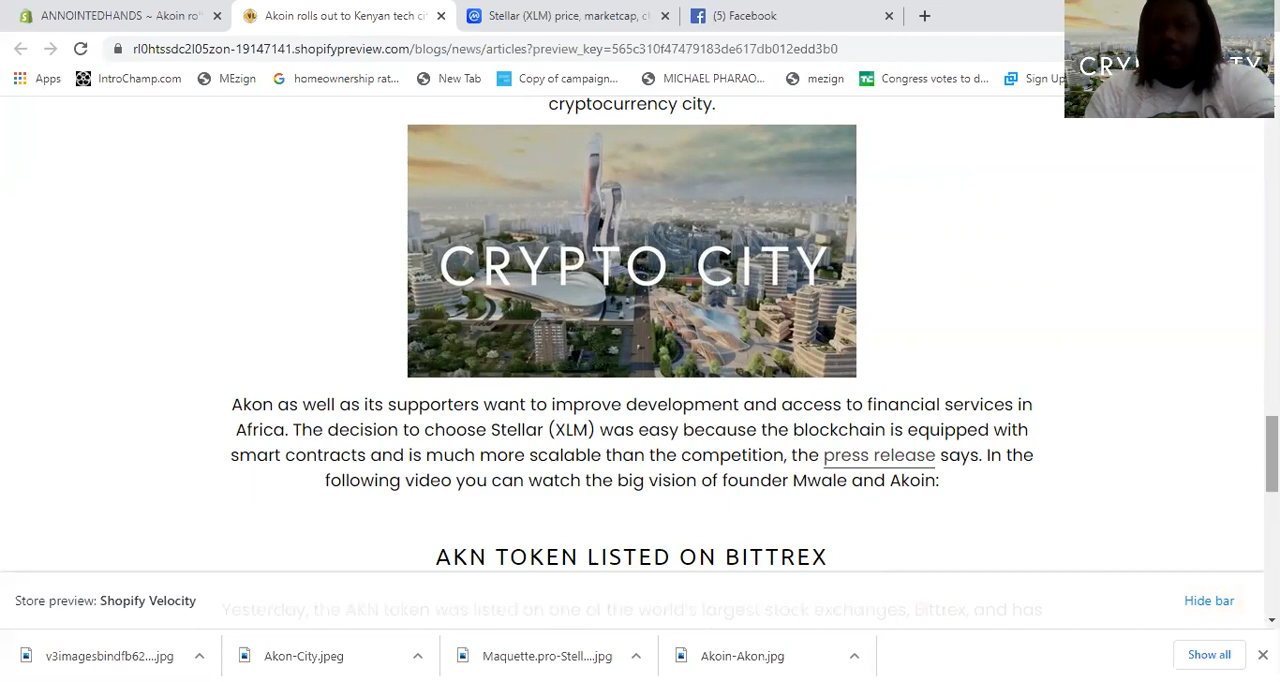 ANNOINTEDHANDS ~ Akoin rol
Akoin rolls out to Kenyan tech ci
Stellar (XLM) price, marketcap, c
(5) Facebook
rl0htssdc2l05zon-19147141.shopifypreview.com/blogs/news/articles?preview_key=565c310f47479183de617db012edd3b0
Apps
IntroChamp.com
MEzign
homeownership rat...
New Tab
Copy of campaign...
MICHAEL PHARAO...
mezign
Congress votes to d...
Sign Up
cryptocurrency city.
CRYPTO CITY
Akon as well as its supporters want to improve development and access to financial services in
Africa. The decision to choose Stellar (XLM) was easy because the blockchain is equipped with
smart contracts and is much more scalable than the competition, the press release says. In the
following video you can watch the big vision of founder Mwale and Akoin:
AKN TOKEN LISTED ON BITTREX
Yesterday, the AKN token was listed on one of the world's largest stock exchanges, Bittrex, and has
Store preview: Shopify Velocity
Hide bar
v3imagesbindfb62....jpg
Akon-City.jpeg
Maquette.pro-Stell....jpg
Akoin-Akon.jpg
Show all